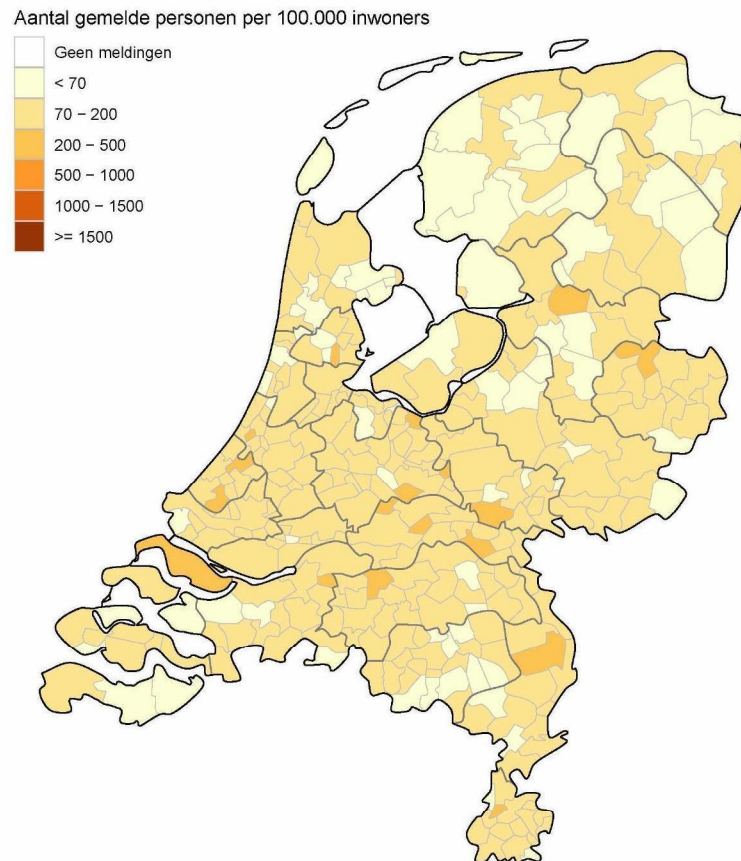 Aantal gemelde personen per 100.000 inwoners
Geen meldingen
< 70
70 − 200
200 − 500
500 − 1000
1000 − 1500
>= 1500